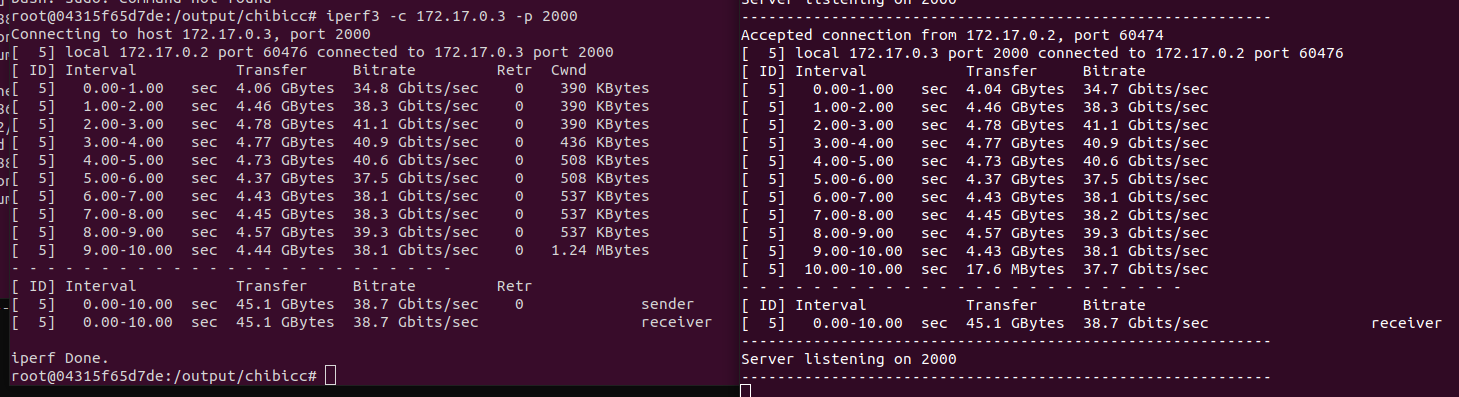 Bash: sudo: command not found
root@04315f65d7de:/output/chibicc# iperf3 -c 172.17.0.3 -p 2000
Connecting to host 172.17.0.3, port 2000
[  5] local 172.17.0.2 port 60476 connected to 172.17.0.3 port 2000
[ ID] Interval           Transfer     Bitrate         Retr  Cwnd
[  5]   0.00-1.00   sec  4.06 GBytes  34.8 Gbits/sec    0    390 KBytes
[  5]   1.00-2.00   sec  4.46 GBytes  38.3 Gbits/sec    0    390 KBytes
[  5]   2.00-3.00   sec  4.78 GBytes  41.1 Gbits/sec    0    390 KBytes
[  5]   3.00-4.00   sec  4.77 GBytes  40.9 Gbits/sec    0    436 KBytes
[  5]   4.00-5.00   sec  4.73 GBytes  40.6 Gbits/sec    0    508 KBytes
[  5]   5.00-6.00   sec  4.37 GBytes  37.5 Gbits/sec    0    508 KBytes
[  5]   6.00-7.00   sec  4.43 GBytes  38.1 Gbits/sec    0    537 KBytes
[  5]   7.00-8.00   sec  4.45 GBytes  38.3 Gbits/sec    0    537 KBytes
[  5]   8.00-9.00   sec  4.57 GBytes  39.3 Gbits/sec    0    537 KBytes
[  5]   9.00-10.00  sec  4.44 GBytes  38.1 Gbits/sec    0   1.24 MBytes
- - - - - - - - - - - - - - - - - - - - - - - - -
[ ID] Interval           Transfer     Bitrate         Retr
[  5]   0.00-10.00  sec  45.1 GBytes  38.7 Gbits/sec    0             sender
[  5]   0.00-10.00  sec  45.1 GBytes  38.7 Gbits/sec                  receiver
iperf Done.
root@04315f65d7de:/output/chibicc#
Server listening on 2000
-----------------------------------------------------------
Accepted connection from 172.17.0.2, port 60474
[  5] local 172.17.0.3 port 2000 connected to 172.17.0.2 port 60476
[ ID] Interval           Transfer     Bitrate
[  5]   0.00-1.00   sec  4.04 GBytes  34.7 Gbits/sec
[  5]   1.00-2.00   sec  4.46 GBytes  38.3 Gbits/sec
[  5]   2.00-3.00   sec  4.78 GBytes  41.1 Gbits/sec
[  5]   3.00-4.00   sec  4.77 GBytes  40.9 Gbits/sec
[  5]   4.00-5.00   sec  4.73 GBytes  40.6 Gbits/sec
[  5]   5.00-6.00   sec  4.37 GBytes  37.5 Gbits/sec
[  5]   6.00-7.00   sec  4.43 GBytes  38.1 Gbits/sec
[  5]   7.00-8.00   sec  4.45 GBytes  38.2 Gbits/sec
[  5]   8.00-9.00   sec  4.57 GBytes  39.3 Gbits/sec
[  5]   9.00-10.00  sec  4.43 GBytes  38.1 Gbits/sec
[  5]  10.00-10.00  sec  17.6 MBytes  37.7 Gbits/sec
- - - - - - - - - - - - - - - - - - - - - - - - -
[ ID] Interval           Transfer     Bitrate
[  5]   0.00-10.00  sec  45.1 GBytes  38.7 Gbits/sec                  receiver
-----------------------------------------------------------
Server listening on 2000
-----------------------------------------------------------